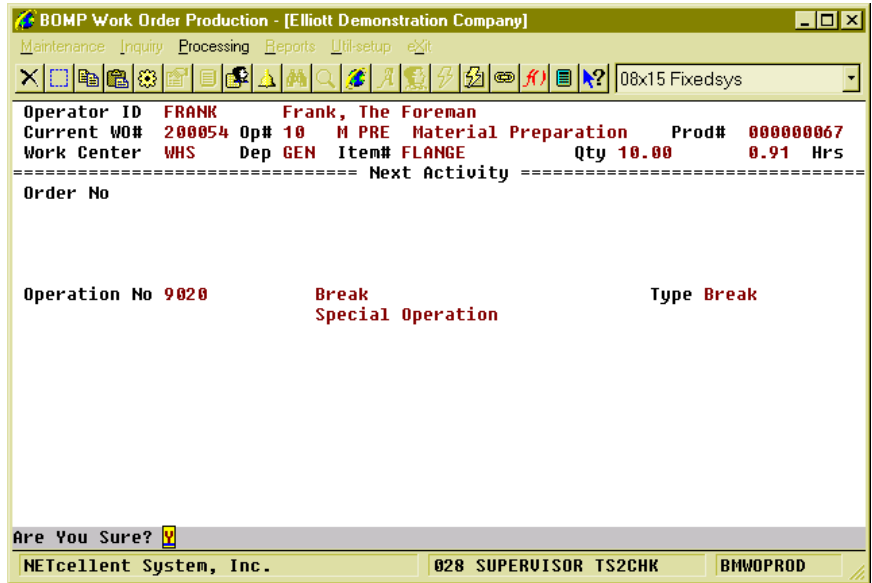 BOMP Work Order Production - [Elliott Demonstration Company]
Maintenance Inquiry Processing Reports Util-setup eXit
08x15 Fixedsys
Operator ID FRANK Frank, The Foreman
Current WO# 200054 Op# 10 M PRE Material Preparation Prod# 000000067
Work Center WHS Dep GEN Item# FLANGE Qty 10.00 0.91 Hrs
================================ Next Activity ================================
Order No
Operation No 9020 Break Type Break
Special Operation
Are You Sure? Y
NETcellent System, Inc. 028 SUPERVISOR TS2CHK BMWOPROD